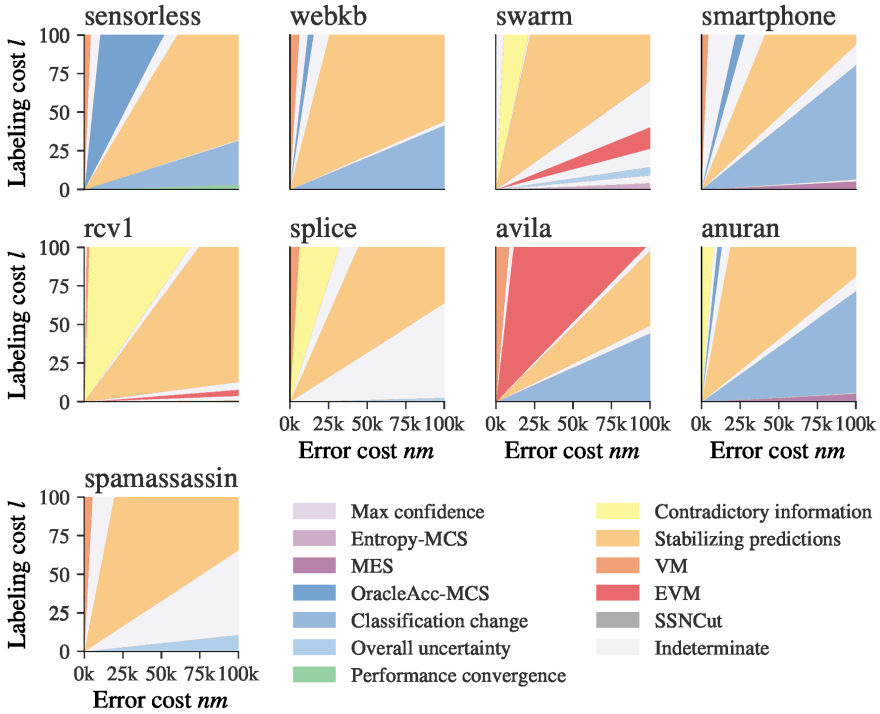 sensorless webkb swarm smartphone
Labeling cost l
100
75
50
25
0
rcv1 splice avila anuran
Labeling cost l
100
75
50
25
0
0k 25k 50k 75k 100k 0k 25k 50k 75k 100k 0k 25k 50k 75k 100k
Error cost nm Error cost nm Error cost nm
spamassassin
Labeling cost l
100
75
50
25
0
0k 25k 50k 75k 100k
Error cost nm
Max confidence
Entropy-MCS
MES
OracleAcc-MCS
Classification change
Overall uncertainty
Performance convergence
Contradictory information
Stabilizing predictions
VM
EVM
SSNCut
Indeterminate